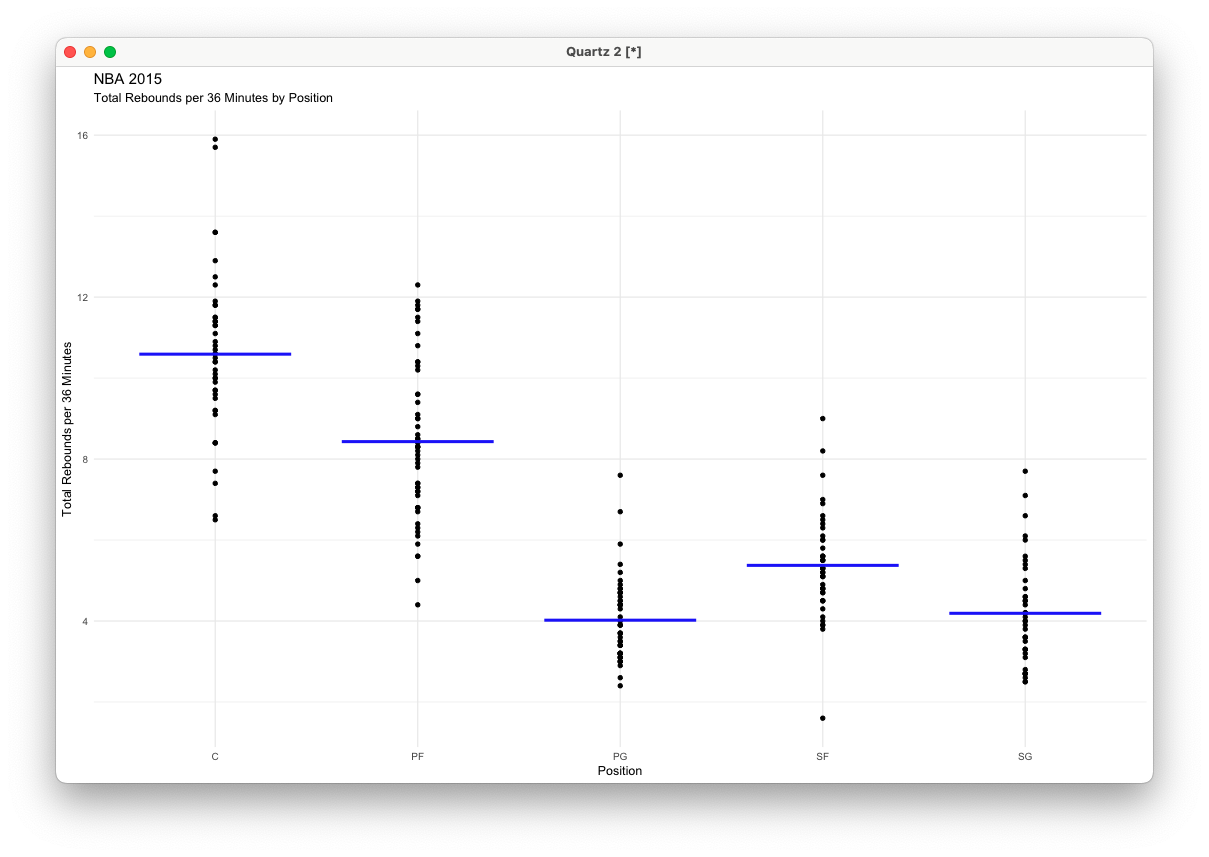 Quartz 2 [*]
NBA 2015
Total Rebounds per 36 Minutes by Position
Total Rebounds per 36 Minutes
16
12
8
4
C
PF
PG
SF
SG
Position